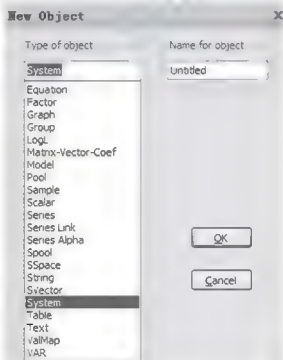 New Object
x
Type of object
Name for object
System
Untitled
Equation
Factor
Graph
Group
LogL
Matrix-Vector-Coef
Model
Pool
Sample
Scalar
Series
Series Link
Series Alpha
Spool
SSpace
String
SVector
System
Table
Text
ValMap
VAR
OK
Cancel